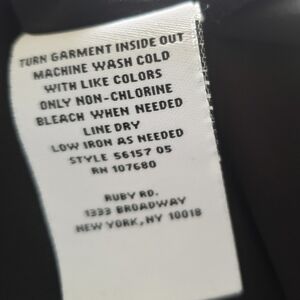 TURN GARMENT INSIDE OUT
MACHINE WASH COLD
WITH LIKE COLORS
ONLY NON-CHLORINE
BLEACH WHEN NEEDED
LINE DRY
LOW IRON AS NEEDED
STYLE 56157 05
RN 107680
RUBY RD.
1333 BROADWAY
NEW YORK, NY 10018